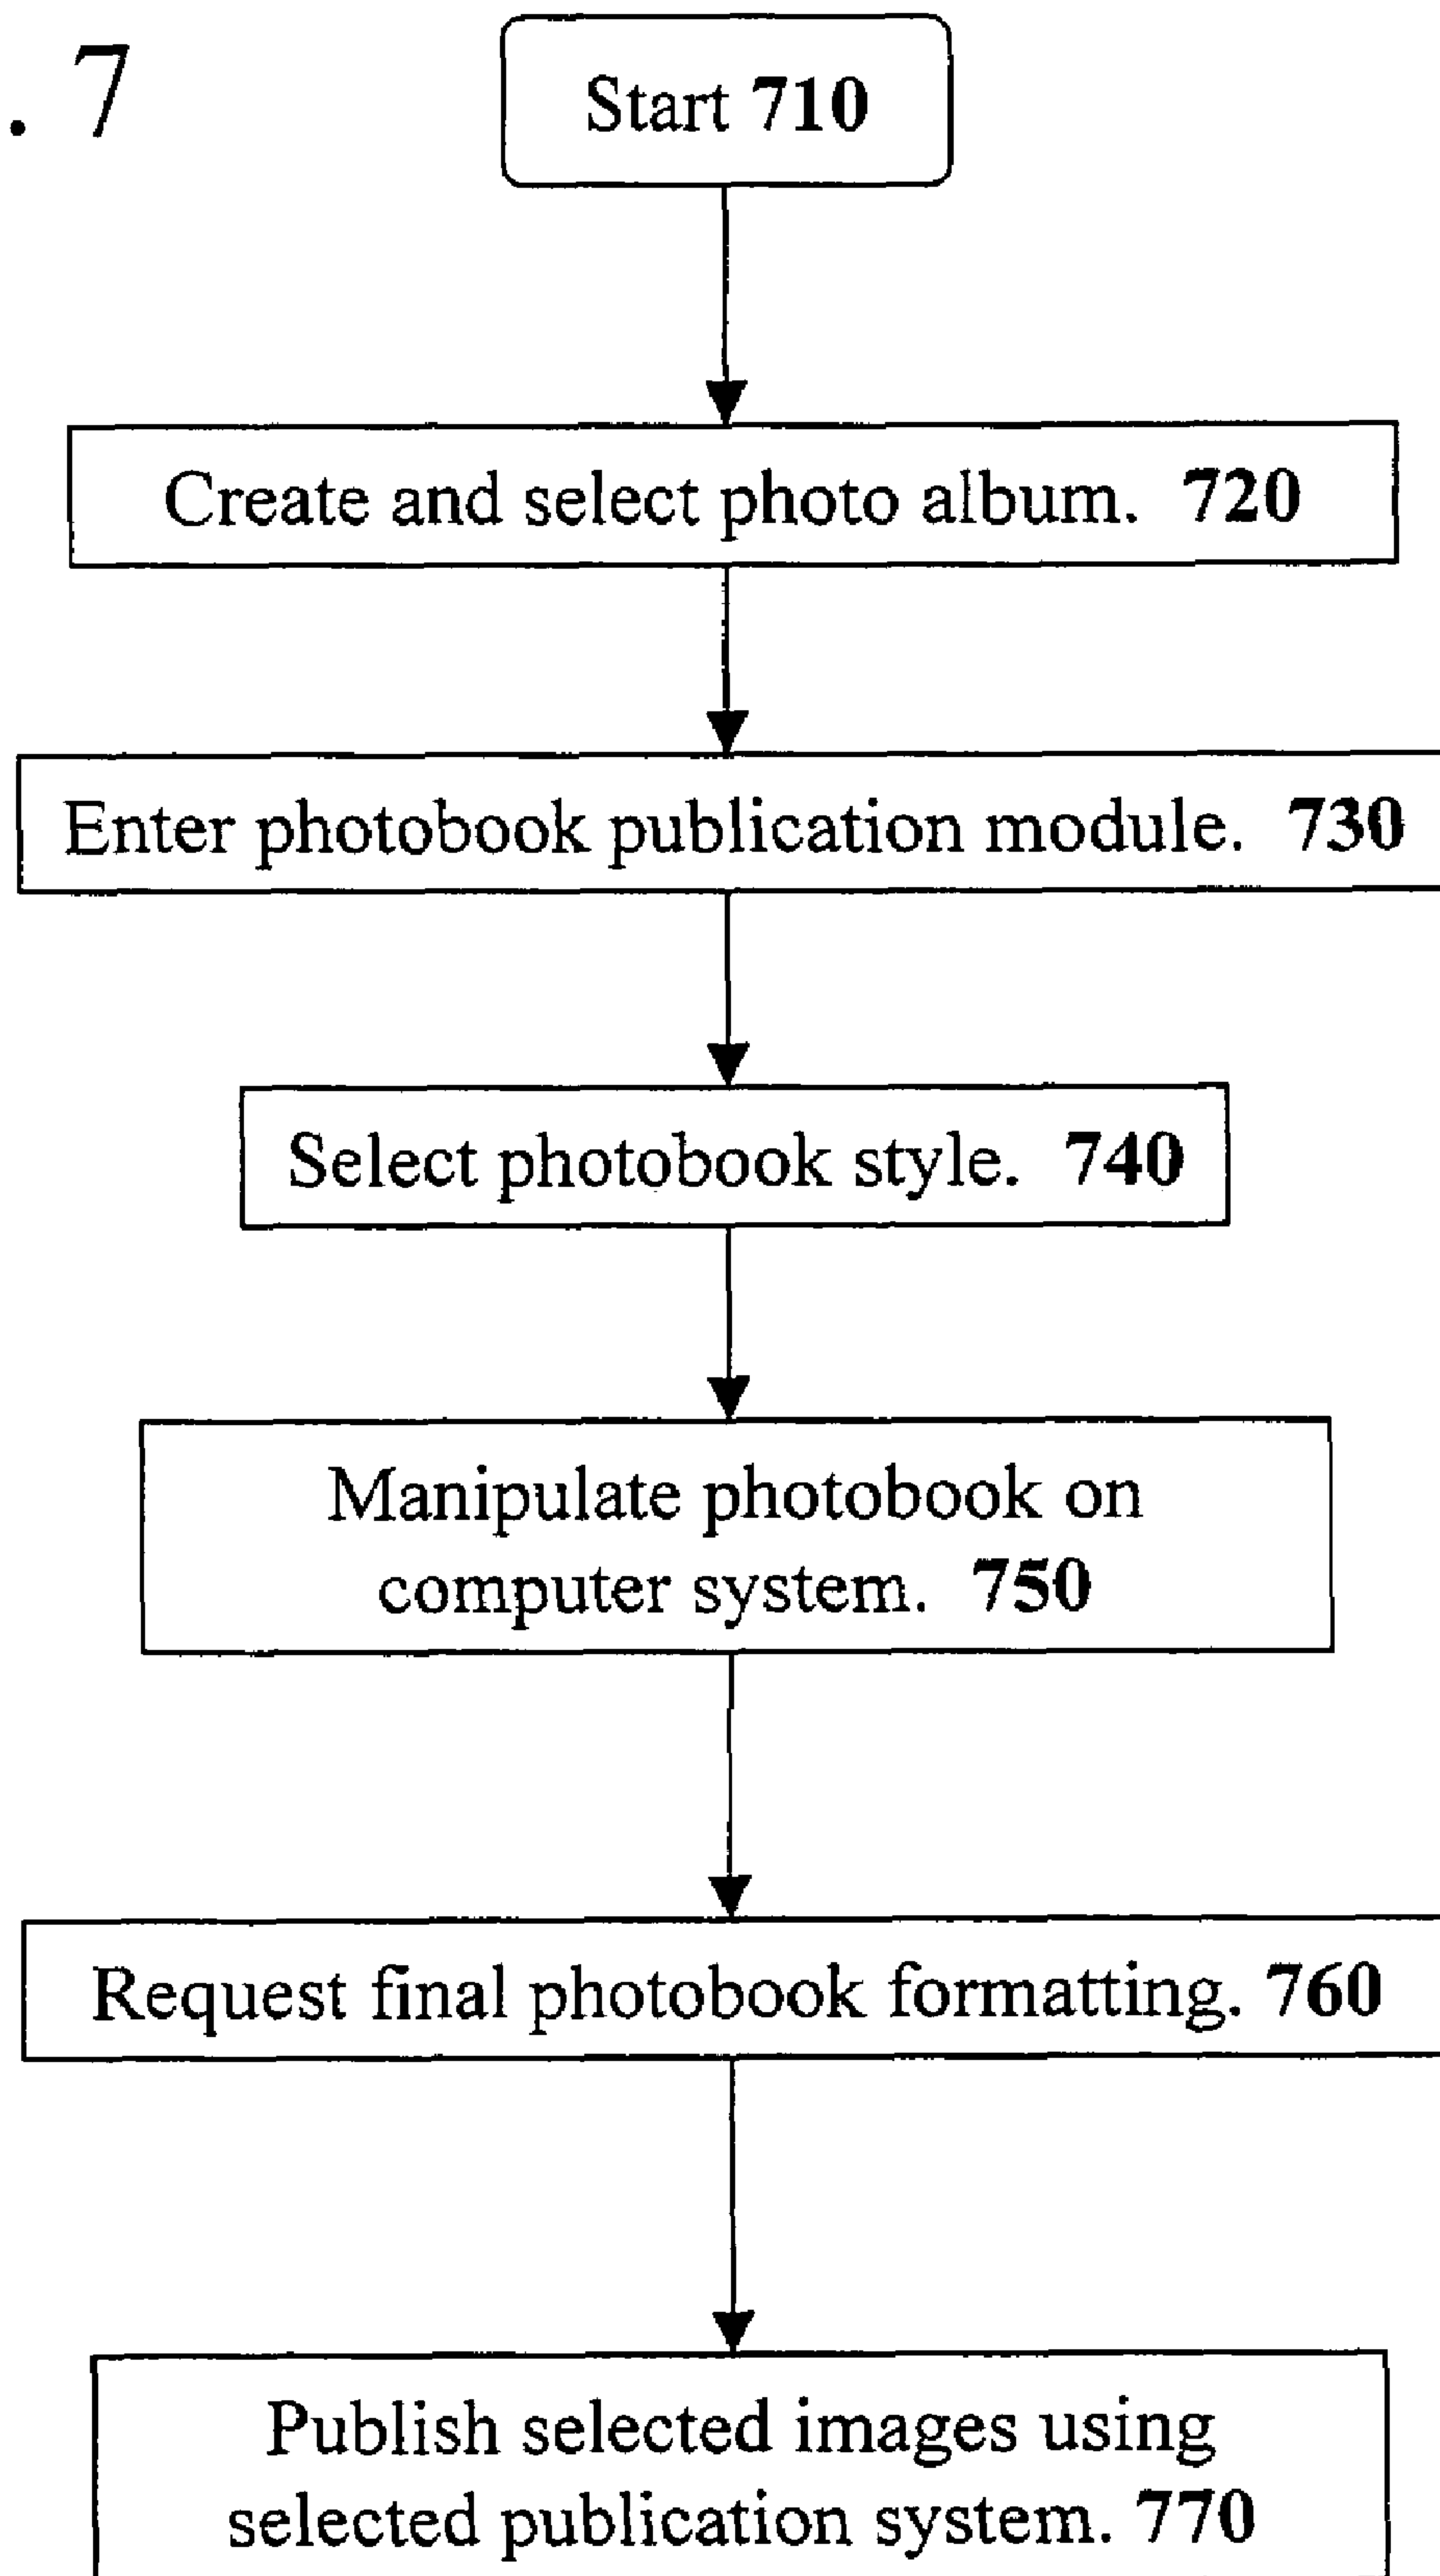 . 7
Start 710
Create and select photo album. 720
Enter photobook publication module. 730
Select photobook style. 740
Manipulate photobook on
computer system. 750
Request final photobook formatting. 760
Publish selected images using
selected publication system. 770